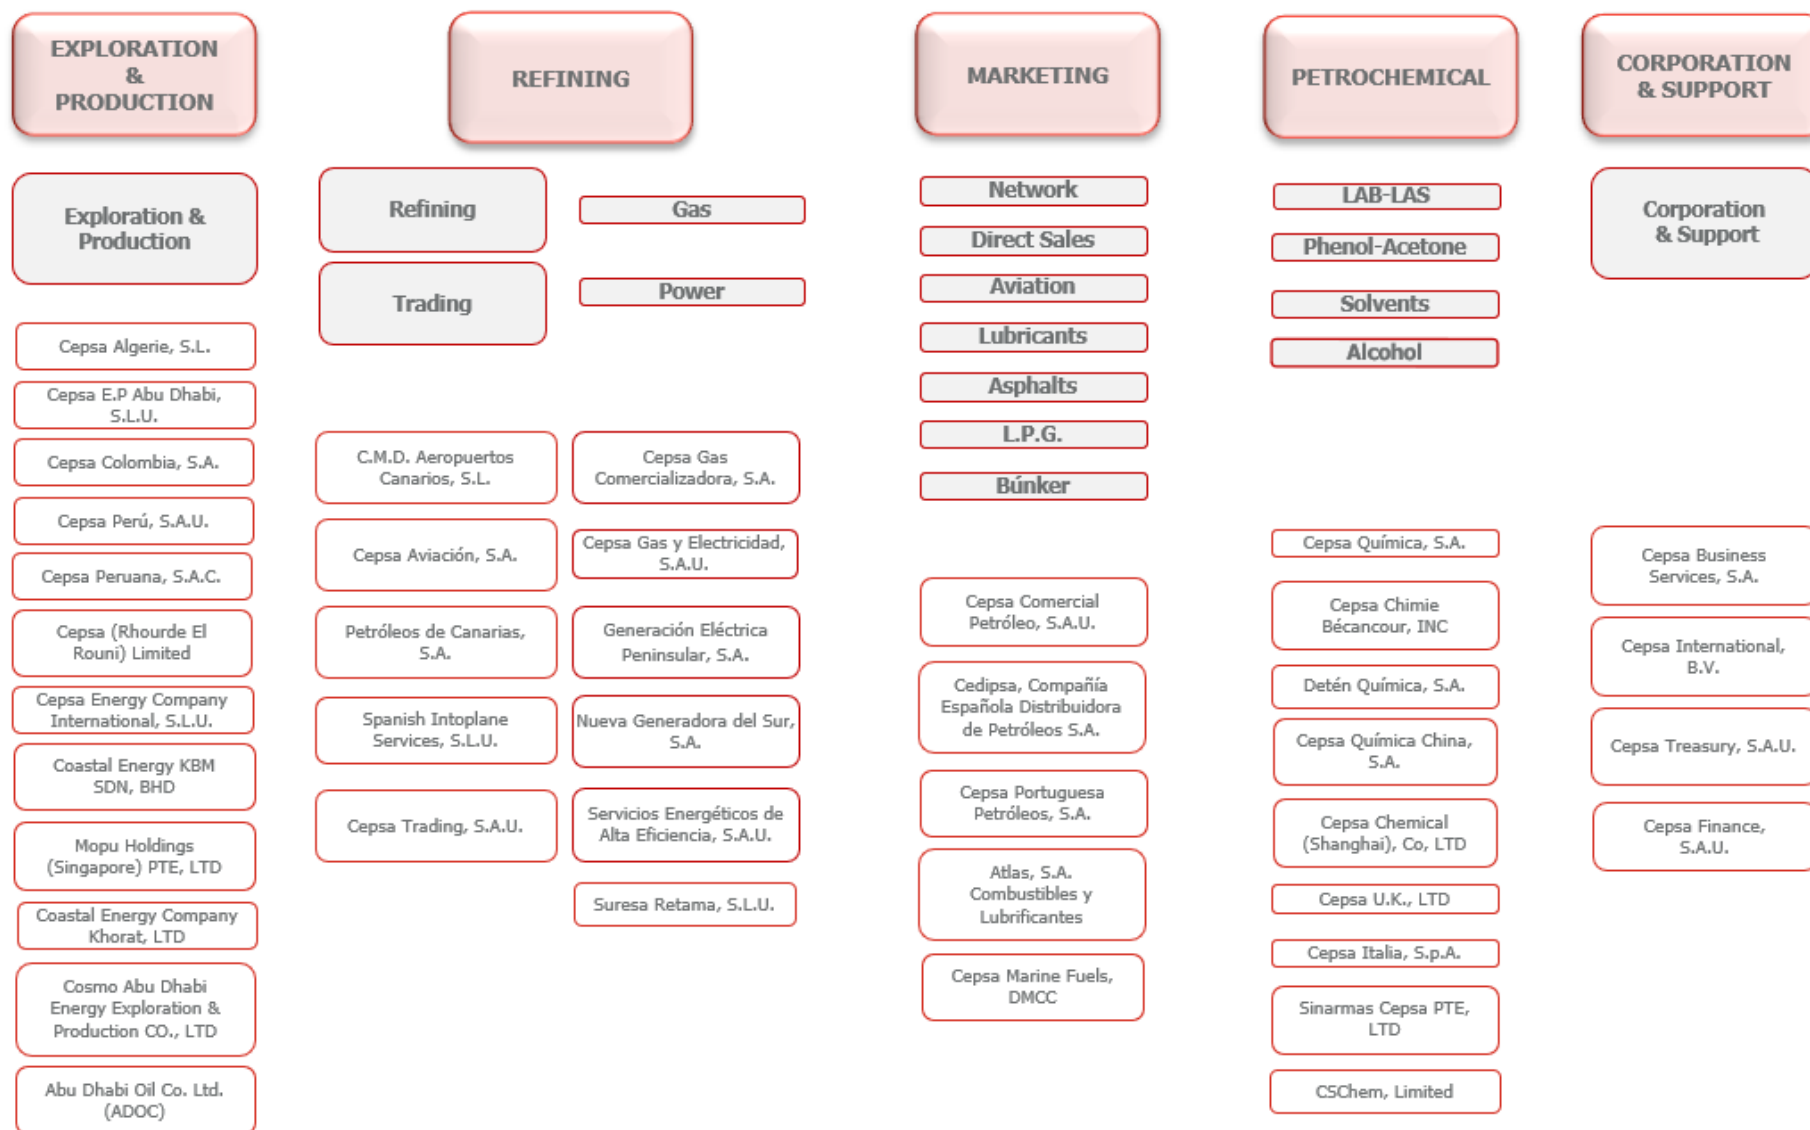 EXPLORATION
&
PRODUCTION
Exploration &
Production
Cepsa Algerie, S.L.
Cepsa E.P Abu Dhabi,
S.L.U.
Cepsa Colombia, S.A.
Cepsa Perú, S.A.U.
Cepsa Peruana, S.A.C.
Cepsa (Rhourde El
Rouni) Limited
Cepsa Energy Company
International, S.L.U.
Coastal Energy KBM
SDN, BHD
Mopu Holdings
(Singapore) PTE, LTD
Coastal Energy Company
Khorat, LTD
Cosmo Abu Dhabi
Energy Exploration &
Production CO., LTD
Abu Dhabi Oil Co. Ltd.
(ADOC)
REFINING
Refining
Trading
Gas
Power
C.M.D. Aeropuertos
Canarios, S.L.
Cepsa Aviación, S.A.
Petróleos de Canarias,
S.A.
Spanish Intoplane
Services, S.L.U.
Cepsa Trading, S.A.U.
Cepsa Gas
Comercializadora, S.A.
Cepsa Gas y Electricidad,
S.A.U.
Generación Eléctrica
Peninsular, S.A.
Nueva Generadora del Sur,
S.A.
Servicios Energéticos de
Alta Eficiencia, S.A.U.
Suresa Retama, S.L.U.
MARKETING
Network
Direct Sales
Aviation
Lubricants
Asphalts
L.P.G.
Búnker
Cepsa Comercial
Petróleo, S.A.U.
Cedipsa, Compañía
Española Distribuidora
de Petróleos S.A.
Cepsa Portuguesa
Petróleos, S.A.
Atlas, S.A.
Combustibles y
Lubrificantes
Cepsa Marine Fuels,
DMCC
PETROCHEMICAL
LAB-LAS
Phenol-Acetone
Solvents
Alcohol
Cepsa Química, S.A.
Cepsa Chimie
Bécancour, INC
Detén Química, S.A.
Cepsa Química China,
S.A.
Cepsa Chemical
(Shanghai), Co, LTD
Cepsa U.K., LTD
Cepsa Italia, S.p.A.
Sinarmas Cepsa PTE,
LTD
CSChem, Limited
CORPORATION
& SUPPORT
Corporation
& Support
Cepsa Business
Services, S.A.
Cepsa International,
B.V.
Cepsa Treasury, S.A.U.
Cepsa Finance,
S.A.U.